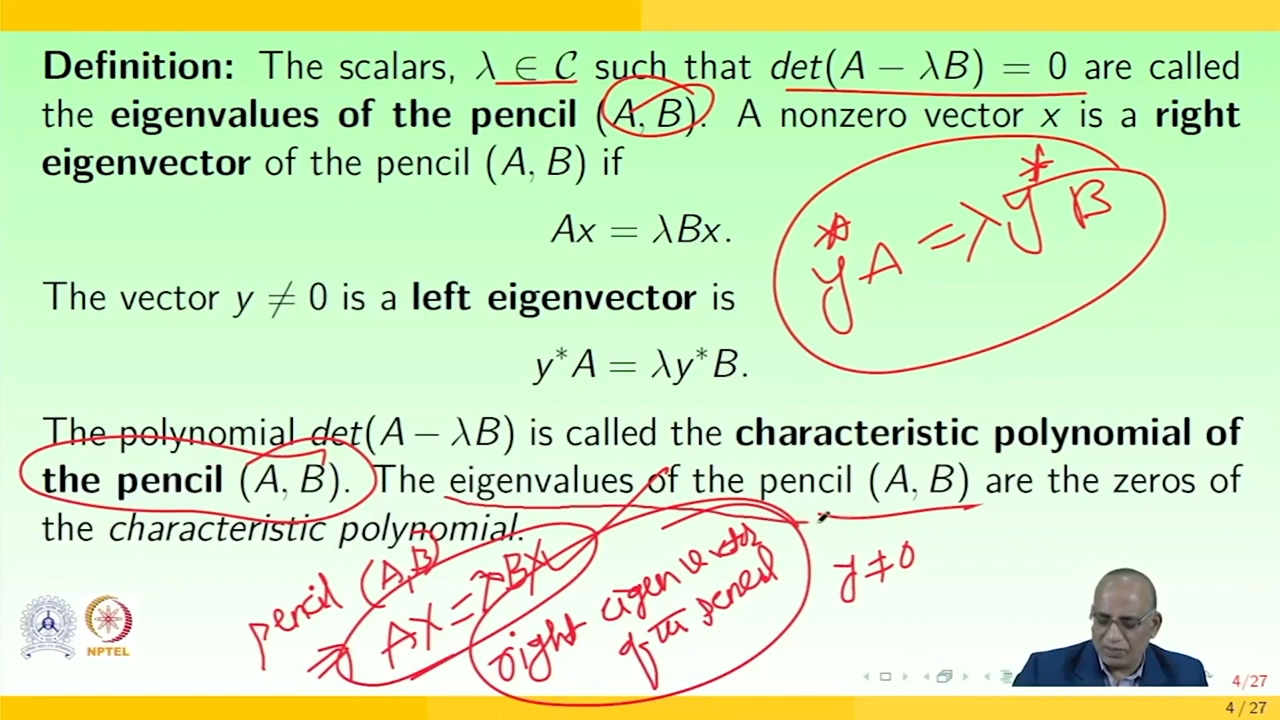 Definition: The scalars, λ ∈ C such that det(A − λB) = 0 are called
the eigenvalues of the pencil (A, B). A nonzero vector x is a right
eigenvector of the pencil (A, B) if
Ax = λBx.
y*A = λy*B
The vector y ≠ 0 is a left eigenvector is
y*A = λy*B.
The polynomial det(A − λB) is called the characteristic polynomial of
the pencil (A, B). The eigenvalues of the pencil (A, B) are the zeros of
the characteristic polynomial.
pencil (A,B)
⇒ AX = λBX
right eigenvector
of the pencil
y ≠ 0
NPTEL
4/27
4 / 27